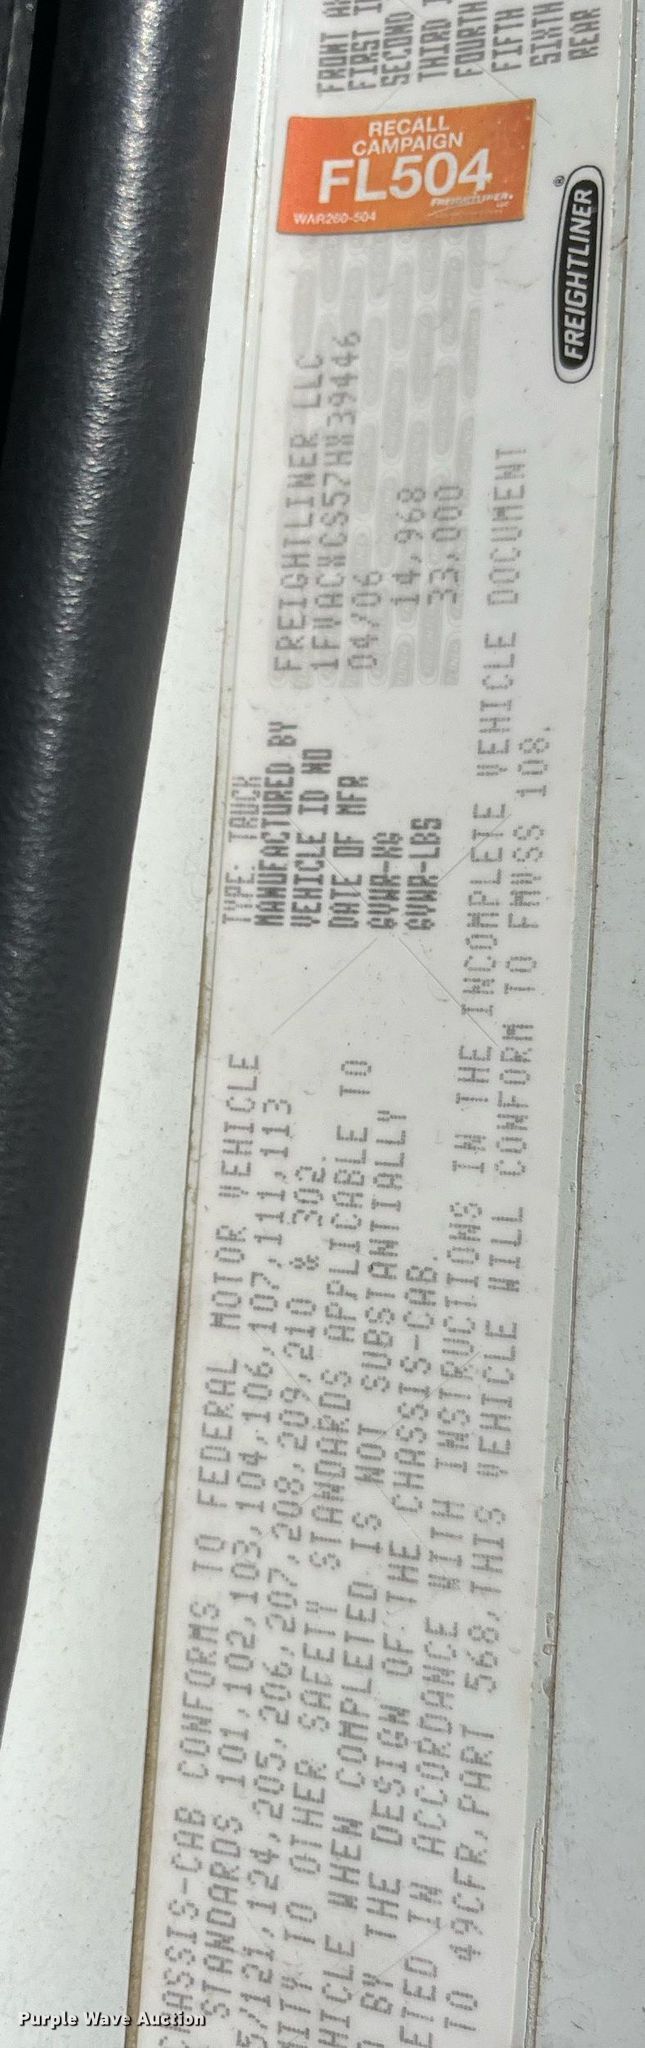 CHASSIS-CAB CONFORMS TO FEDERAL MOTOR VEHICLE
STANDARDS 101,102,103,104,106,107,111,113
5/121,124,205,206,207,208,209,210 & 302.
MITY TO OTHER SAFETY STANDARDS APPLICABLE TO
HICLE WHEN COMPLETED IS NOT SUBSTANTIALLY
D BY THE DESIGN OF THE CHASSIS-CAB.
ETED IN ACCORDANCE WITH INSTRUCTIONS IN THE INCOMPLETE VEHICLE DOCUMENT
TO 49CFR,PART 568,THIS VEHICLE WILL CONFORM TO FMVSS 108.
TYPE: TRUCK
MANUFACTURED BY FREIGHTLINER LLC
VEHICLE ID NO 1FVACXCS57HX39446
DATE OF MFR 04/06
GVWR-KG 14,968
GVWR-LBS 33,000
RECALL
CAMPAIGN
FL504
FREIGHTLINER
LLC
WAR260-504
FREIGHTLINER®
FRONT
FIRST
SECOND
THIRD
FOURTH
FIFTH
SIXTH
REAR
Purple Wave Auction